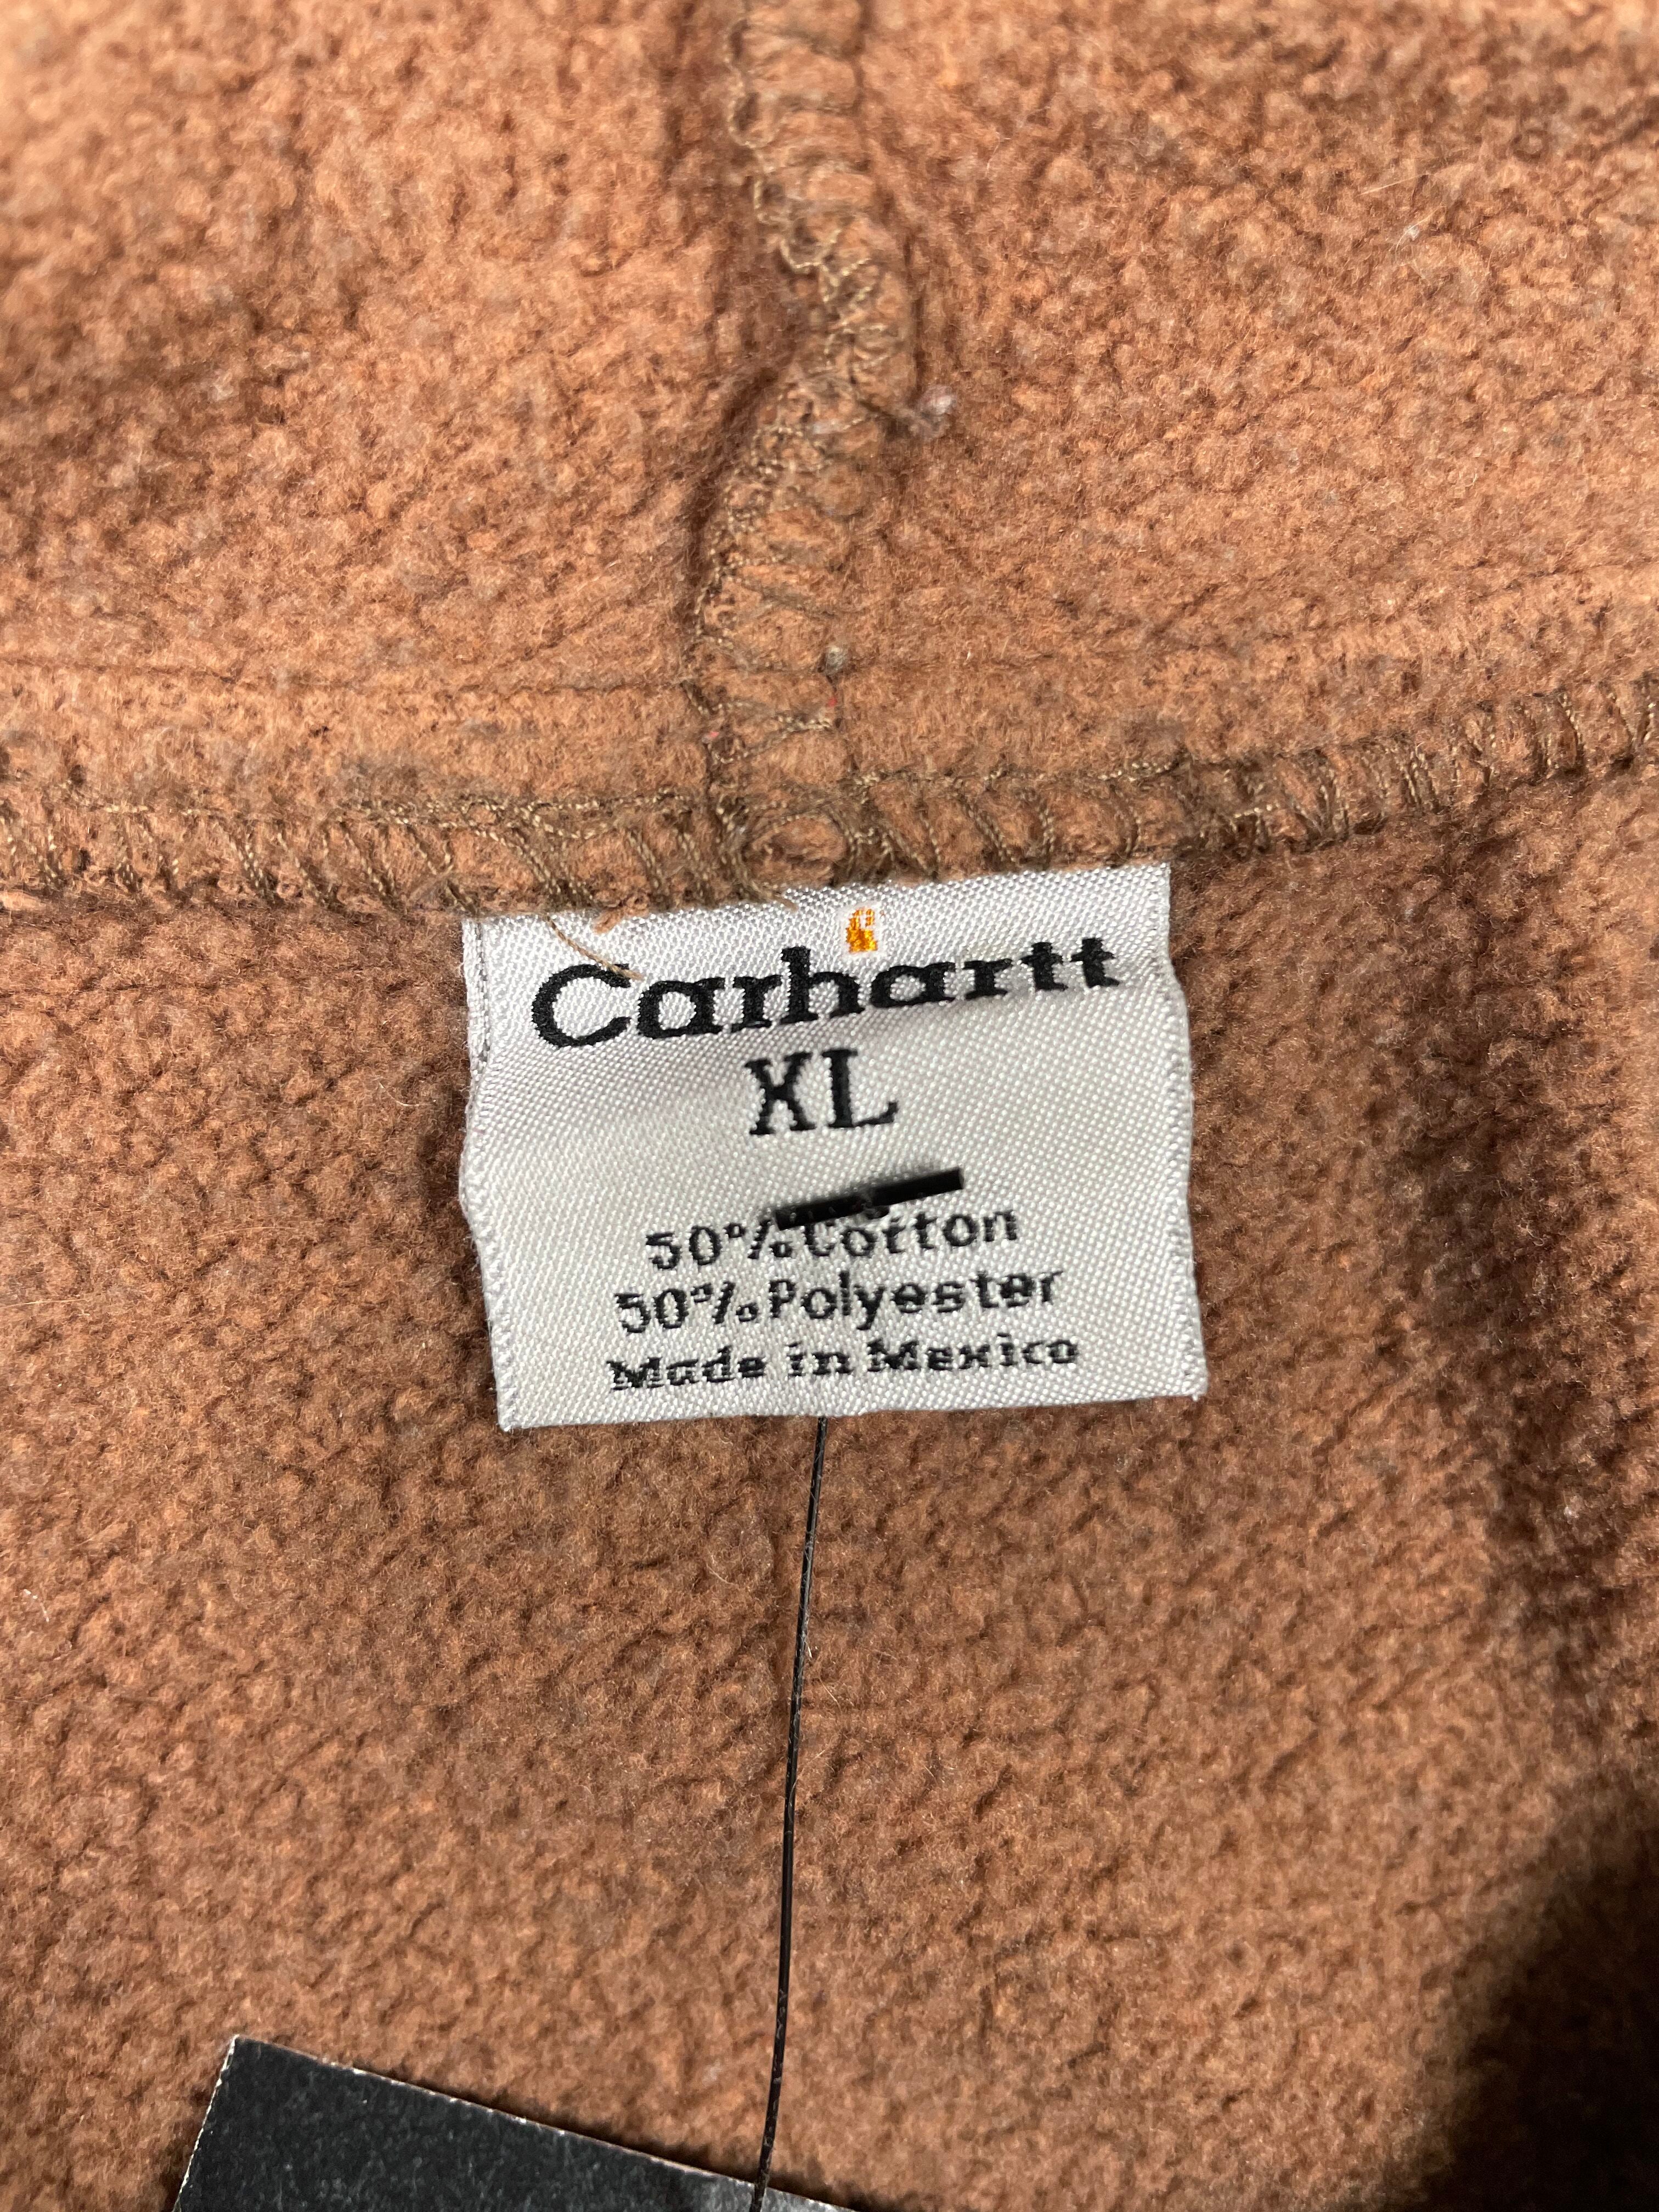 Carhartt
XL
50% Cotton
50% Polyester
Made in Mexico